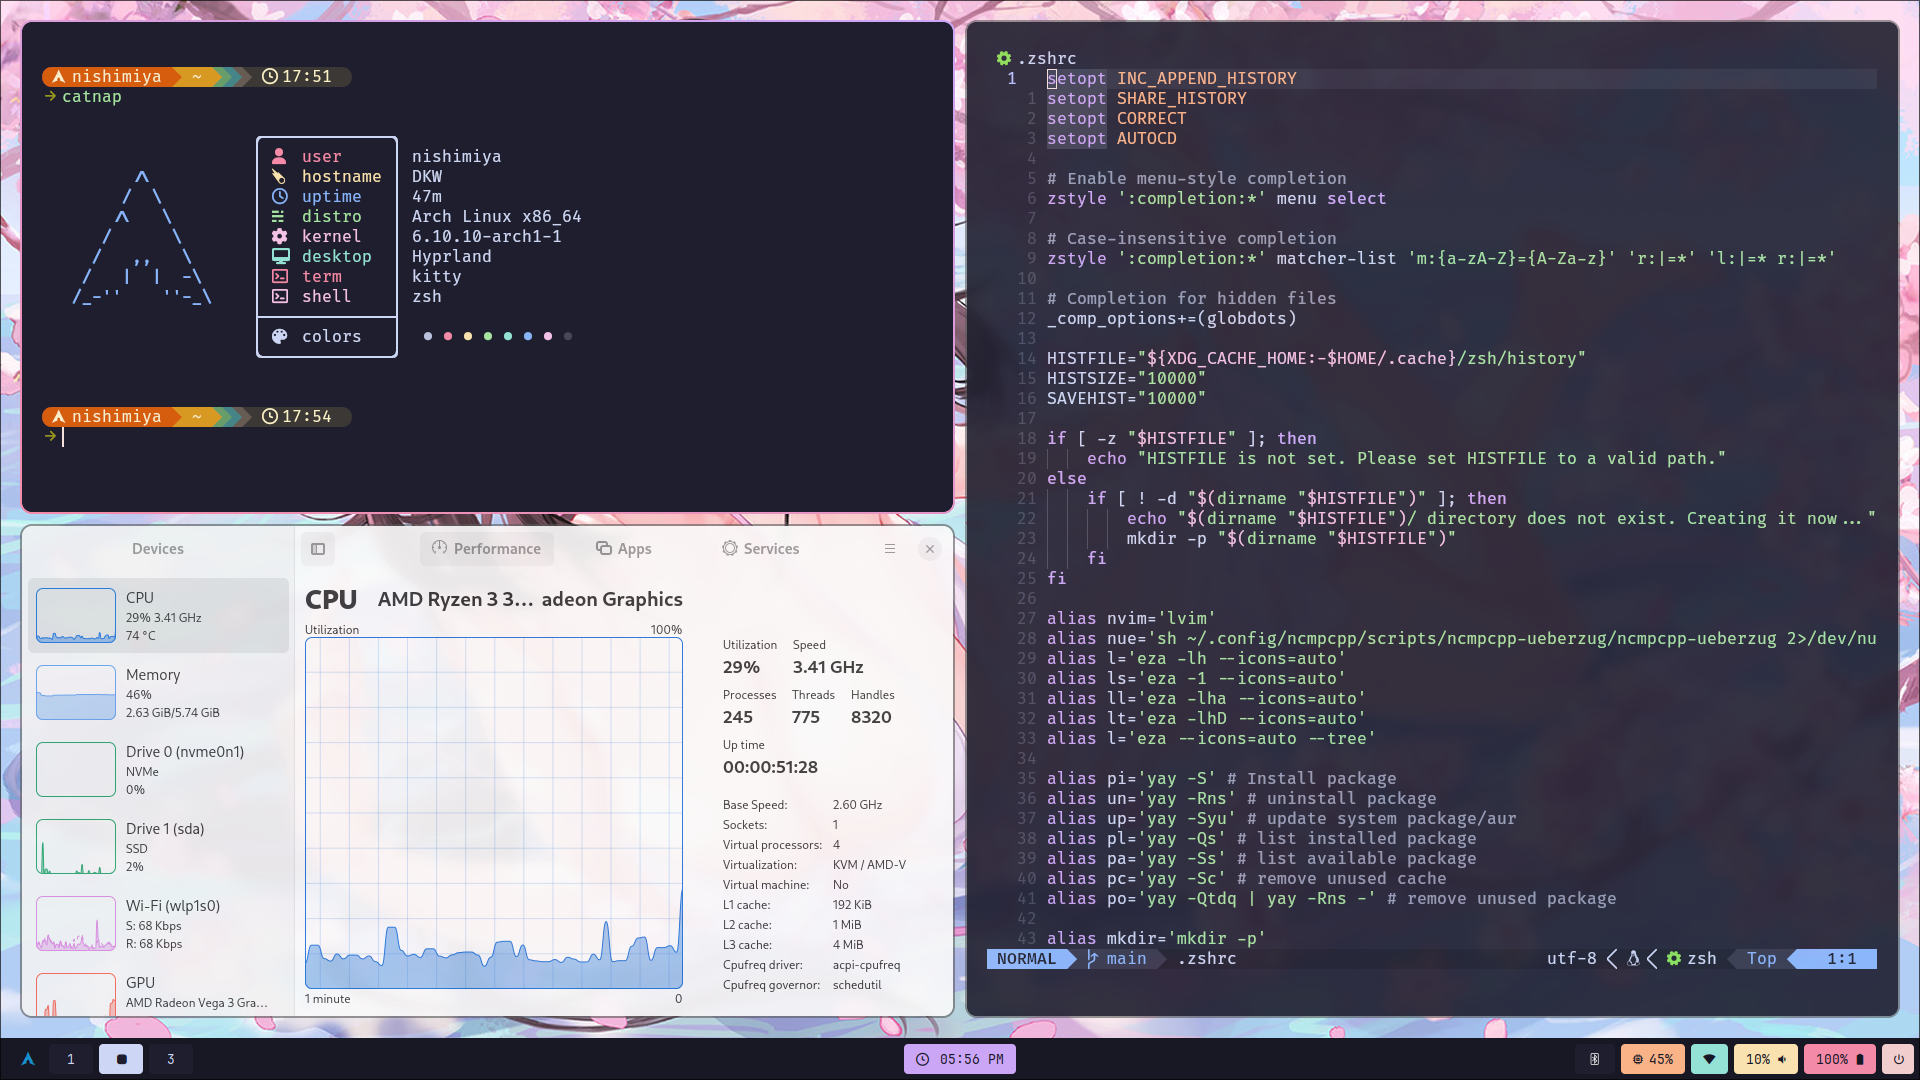 nishimiya ~ 17:51
→ catnap
user nishimiya
hostname DKW
uptime 47m
distro Arch Linux x86_64
kernel 6.10.10-arch1-1
desktop Hyprland
term kitty
shell zsh
colors
nishimiya ~ 17:54
→
Devices
Performance
Apps
Services
CPU
29% 3.41 GHz
74 °C
Memory
46%
2.63 GiB/5.74 GiB
Drive 0 (nvme0n1)
NVMe
0%
Drive 1 (sda)
SSD
2%
Wi-Fi (wlp1s0)
S: 68 Kbps
R: 68 Kbps
GPU
AMD Radeon Vega 3 Gra...
CPU AMD Ryzen 3 3... adeon Graphics
Utilization 100%
1 minute 0
Utilization Speed
29% 3.41 GHz
Processes Threads Handles
245 775 8320
Up time
00:00:51:28
Base Speed: 2.60 GHz
Sockets: 1
Virtual processors: 4
Virtualization: KVM / AMD-V
Virtual machine: No
L1 cache: 192 KiB
L2 cache: 1 MiB
L3 cache: 4 MiB
Cpufreq driver: acpi-cpufreq
Cpufreq governor: schedutil
.zshrc
1 setopt INC_APPEND_HISTORY
1 setopt SHARE_HISTORY
2 setopt CORRECT
3 setopt AUTOCD
4
5 # Enable menu-style completion
6 zstyle ':completion:*' menu select
7
8 # Case-insensitive completion
9 zstyle ':completion:*' matcher-list 'm:{a-zA-Z}={A-Za-z}' 'r:|=*' 'l:|=* r:|=*'
10
11 # Completion for hidden files
12 _comp_options+=(globdots)
13
14 HISTFILE="${XDG_CACHE_HOME:-$HOME/.cache}/zsh/history"
15 HISTSIZE="10000"
16 SAVEHIST="10000"
17
18 if [ -z "$HISTFILE" ]; then
19 echo "HISTFILE is not set. Please set HISTFILE to a valid path."
20 else
21 if [ ! -d "$(dirname "$HISTFILE")" ]; then
22 echo "$(dirname "$HISTFILE")/ directory does not exist. Creating it now..."
23 mkdir -p "$(dirname "$HISTFILE")"
24 fi
25 fi
26
27 alias nvim='lvim'
28 alias nue='sh ~/.config/ncmpcpp/scripts/ncmpcpp-ueberzug/ncmpcpp-ueberzug 2>/dev/nu
29 alias l='eza -lh --icons=auto'
30 alias ls='eza -1 --icons=auto'
31 alias ll='eza -lha --icons=auto'
32 alias lt='eza -lhD --icons=auto'
33 alias l='eza --icons=auto --tree'
34
35 alias pi='yay -S' # Install package
36 alias un='yay -Rns' # uninstall package
37 alias up='yay -Syu' # update system package/aur
38 alias pl='yay -Qs' # list installed package
39 alias pa='yay -Ss' # list available package
40 alias pc='yay -Sc' # remove unused cache
41 alias po='yay -Qtdq | yay -Rns -' # remove unused package
42
43 alias mkdir='mkdir -p'
NORMAL main .zshrc utf-8 zsh Top 1:1
1 3 05:56 PM 45% 10% 100%